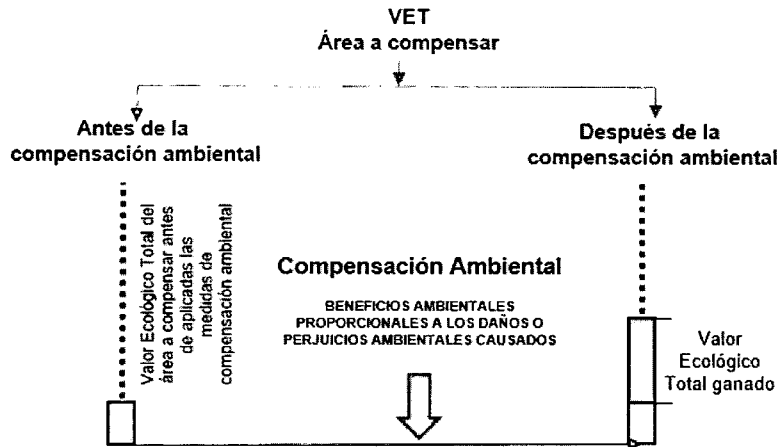 VET
Área a compensar
Antes de la
compensación ambiental
Después de la
compensación ambiental
Valor Ecológico Total del
área a compensar antes
de aplicadas las
medidas de
compensación ambiental
Compensación Ambiental
BENEFICIOS AMBIENTALES
PROPORCIONALES A LOS DAÑOS O
PERJUICIOS AMBIENTALES CAUSADOS
Valor
Ecológico
Total ganado